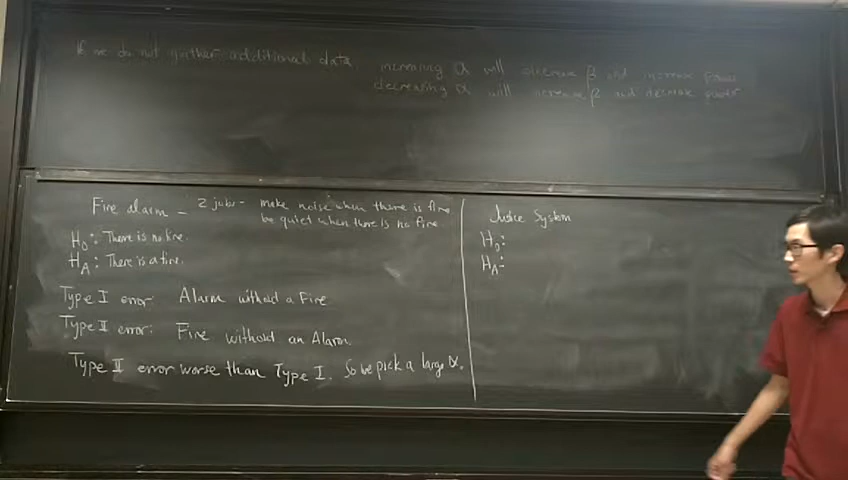 If we do not gather additional data, increasing α will decrease β and increase power
decreasing α will increase β and decrease power
Fire alarm - 2 jobs - make noise when there is fire
be quiet when there is no fire.
H₀: There is no fire.
H_A: There is a fire.
Type I error: Alarm without a Fire
Type II error: Fire without an Alarm
Type II error worse than Type I. So we pick a large α.
Justice System
H₀:
H_A: